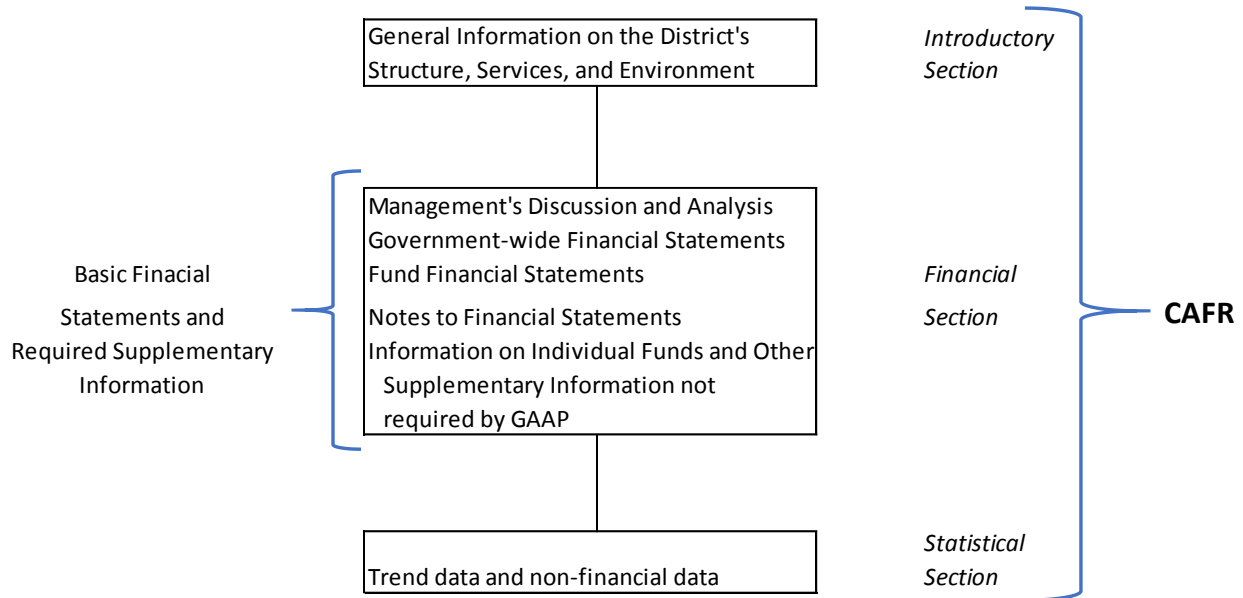 General Information on the District's
Structure, Services, and Environment
Introductory
Section
Management's Discussion and Analysis
Government-wide Financial Statements
Fund Financial Statements
Notes to Financial Statements
Information on Individual Funds and Other
Supplementary Information not
required by GAAP
Basic Finacial
Statements and
Required Supplementary
Information
Financial
Section
CAFR
Trend data and non-financial data
Statistical
Section